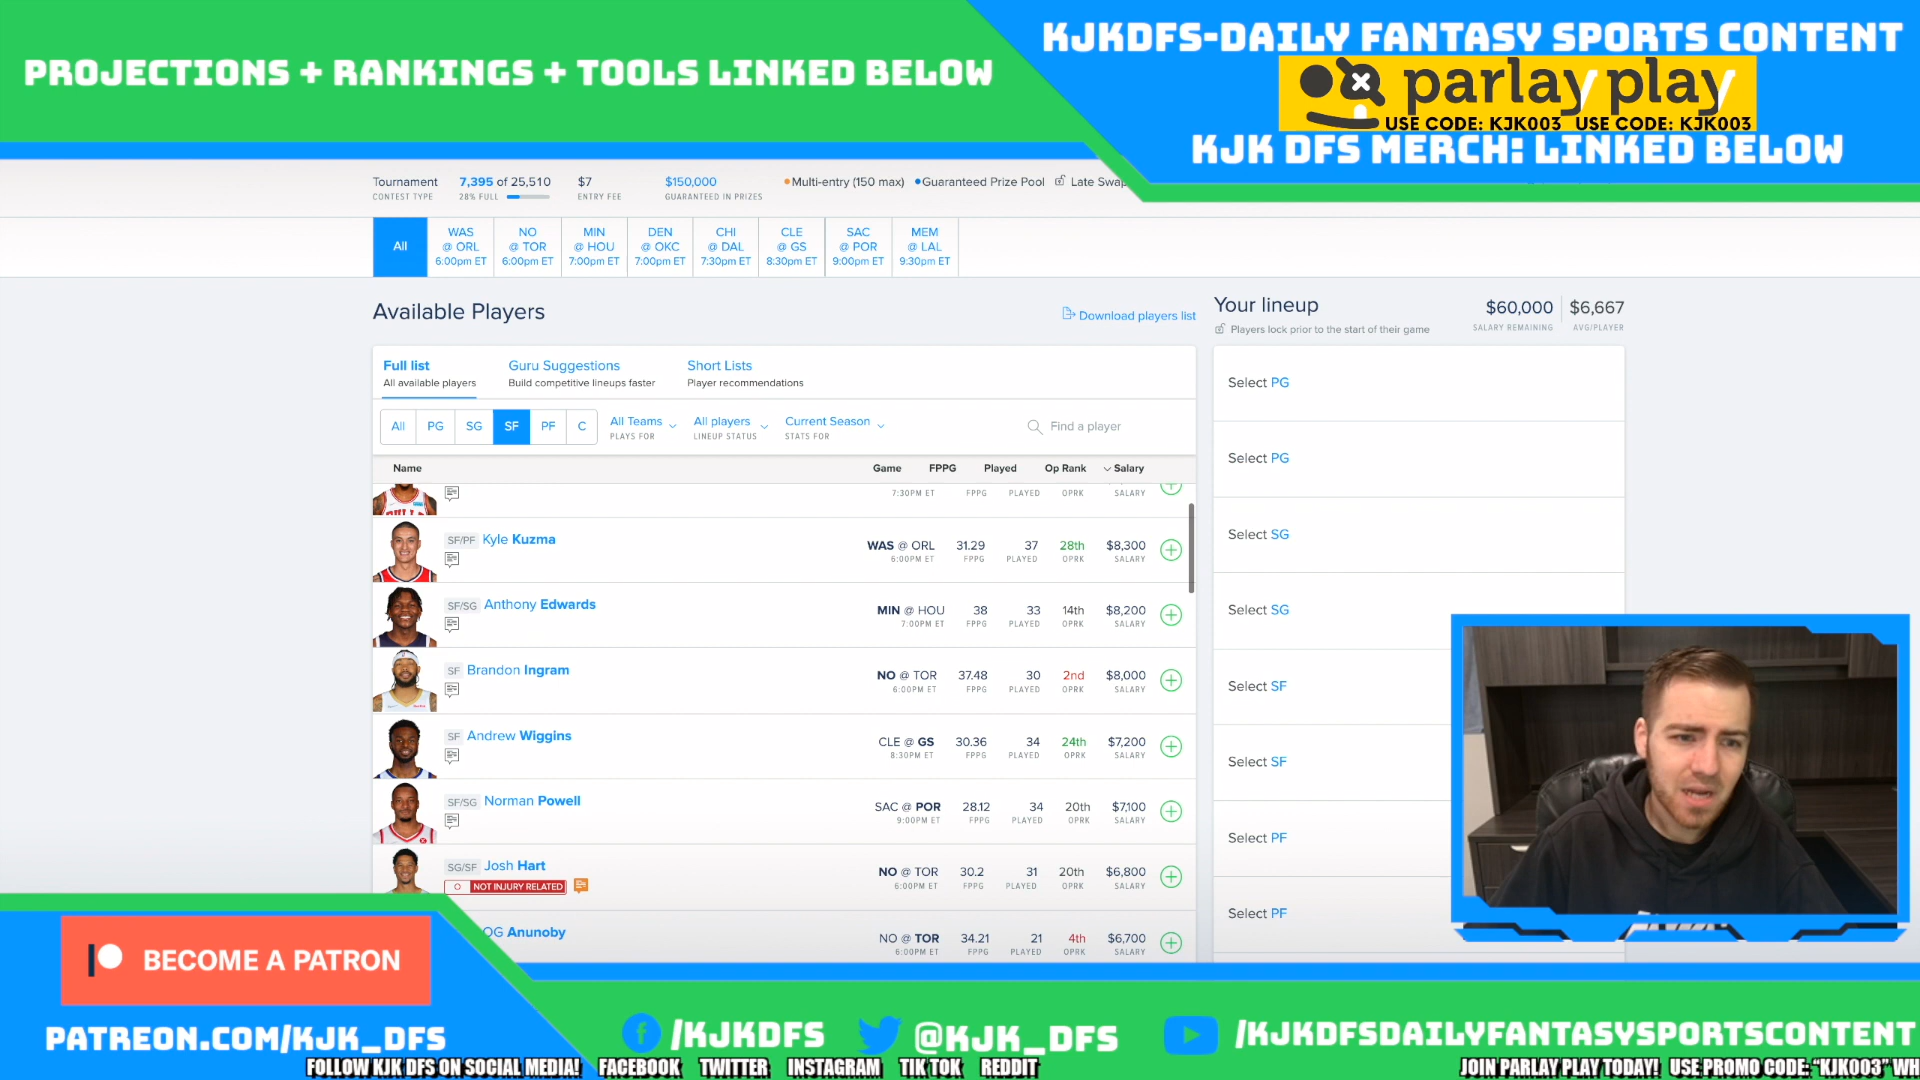 PROJECTIONS + RANKINGS + TOOLS LINKED BELOW
KJKDFS-DAILY FANTASY SPORTS CONTENT
parlay play
USE CODE: KJK003 USE CODE: KJK003
KJK DFS MERCH: LINKED BELOW
Tournament 7,395 of 25,510 $7 $150,000 Multi-entry (150 max) Guaranteed Prize Pool Late Swap
CONTEST TYPE 28% FULL ENTRY FEE GUARANTEED IN PRIZES
All
WAS @ ORL 6:00pm ET
NO @ TOR 6:00pm ET
MIN @ HOU 7:00pm ET
DEN @ OKC 7:00pm ET
CHI @ DAL 7:30pm ET
CLE @ GS 8:30pm ET
SAC @ POR 9:00pm ET
MEM @ LAL 9:30pm ET
Available Players
Download players list
Full list Guru Suggestions Short Lists
All available players Build competitive lineups faster Player recommendations
All PG SG SF PF C All Teams All players Current Season Find a player
PLAYS FOR LINEUP STATUS STATS FOR
Name Game FPPG Played Op Rank Salary
7:30PM ET FPPG PLAYED OPRK SALARY
SF/PF Kyle Kuzma WAS @ ORL 31.29 37 28th $8,300
6:00PM ET FPPG PLAYED OPRK SALARY
SF/SG Anthony Edwards MIN @ HOU 38 33 14th $8,200
7:00PM ET FPPG PLAYED OPRK SALARY
SF Brandon Ingram NO @ TOR 37.48 30 2nd $8,000
6:00PM ET FPPG PLAYED OPRK SALARY
SF Andrew Wiggins CLE @ GS 30.36 34 24th $7,200
8:30PM ET FPPG PLAYED OPRK SALARY
SF/SG Norman Powell SAC @ POR 28.12 34 20th $7,100
9:00PM ET FPPG PLAYED OPRK SALARY
SG/SF Josh Hart NO @ TOR 30.2 31 20th $6,800
O NOT INJURY RELATED 6:00PM ET FPPG PLAYED OPRK SALARY
OG Anunoby NO @ TOR 34.21 21 4th $6,700
6:00PM ET FPPG PLAYED OPRK SALARY
Your lineup $60,000 $6,667
Players lock prior to the start of their game SALARY REMAINING AVG/PLAYER
Select PG
Select PG
Select SG
Select SG
Select SF
Select SF
Select PF
Select PF
BECOME A PATRON
PATREON.COM/KJK_DFS
/KJKDFS @KJK_DFS /KJKDFSDAILYFANTASYSPORTSCONTENT
FOLLOW KJK DFS ON SOCIAL MEDIA! FACEBOOK TWITTER INSTAGRAM TIK TOK REDDIT
JOIN PARLAY PLAY TODAY! USE PROMO CODE: "KJK003" WH